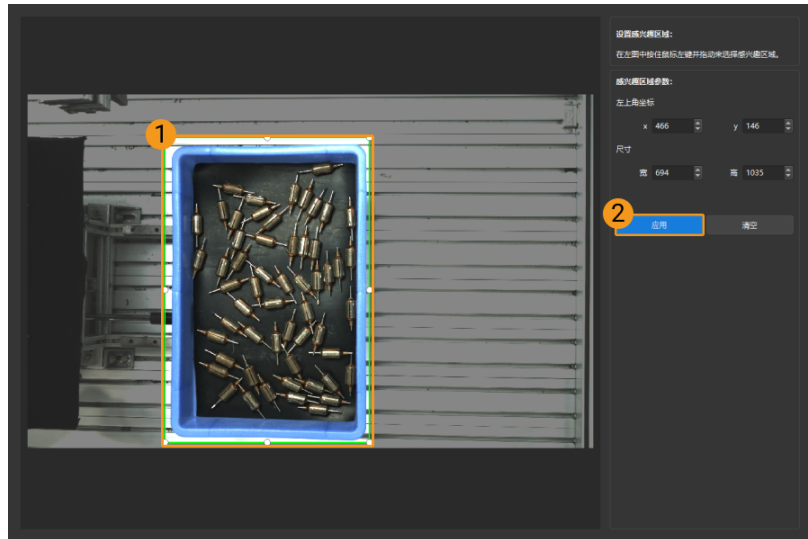 1
设置感兴趣区域：
在左图中按住鼠标左键并拖动来选择感兴趣区域。
感兴趣区域参数：
左上角坐标
x 466 y 146
尺寸
宽 694 高 1035
2
应用 清空